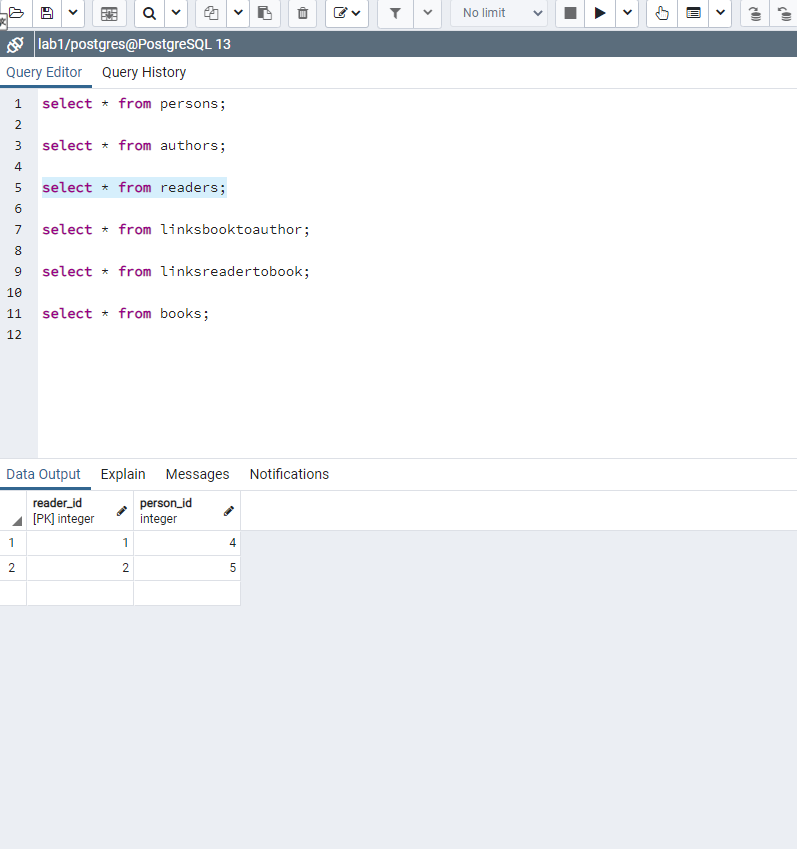 No limit
lab1/postgres@PostgreSQL 13
Query Editor Query History
1 select * from persons;
2
3 select * from authors;
4
5 select * from readers;
6
7 select * from linksbooktoauthor;
8
9 select * from linksreadertobook;
10
11 select * from books;
12
Data Output Explain Messages Notifications
reader_id person_id
[PK] integer integer
1 1 4
2 2 5